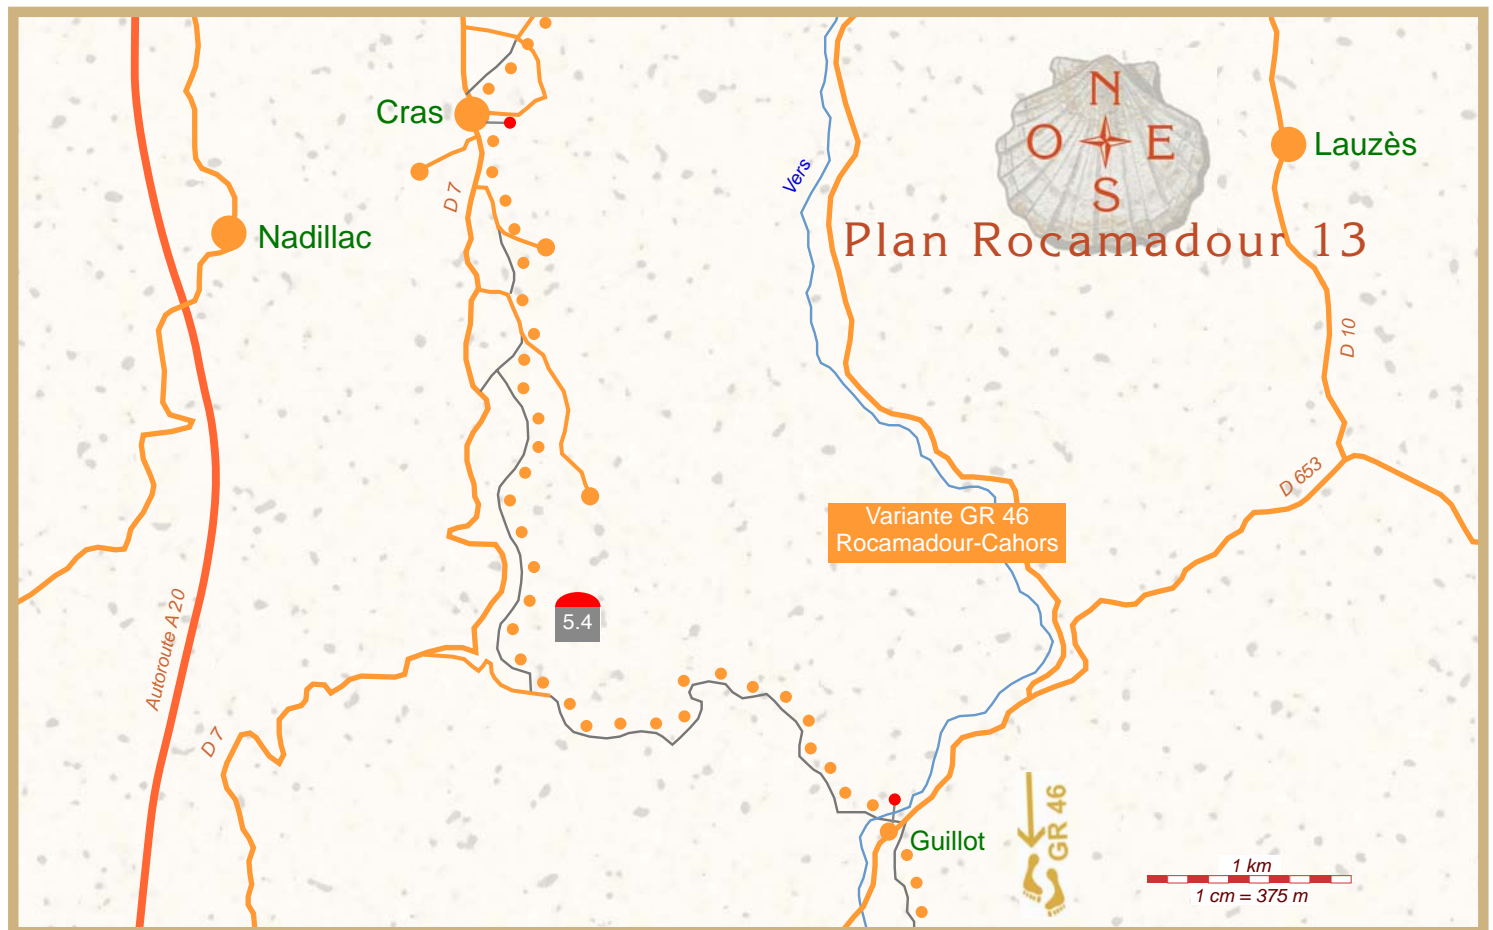 N
O E
S
Plan Rocamadour 13
Cras
Lauzès
Vers
D 7
Nadillac
D 10
D 653
Variante GR 46
Rocamadour-Cahors
5.4
Autoroute A 20
D 7
GR 46
Guillot
1 km
1 cm = 375 m